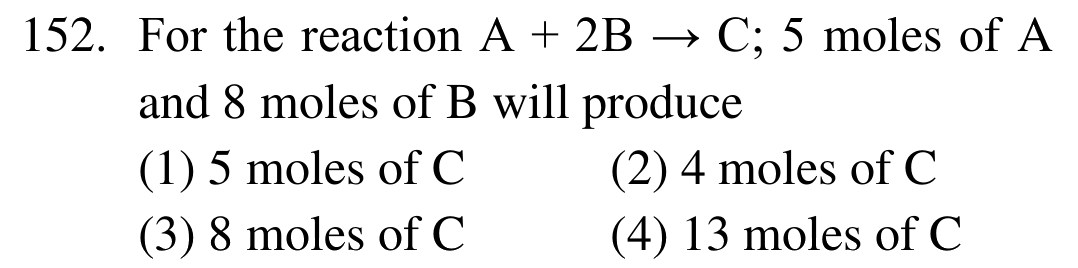 152. For the reaction A + 2B → C; 5 moles of A
and 8 moles of B will produce
(1) 5 moles of C (2) 4 moles of C
(3) 8 moles of C (4) 13 moles of C